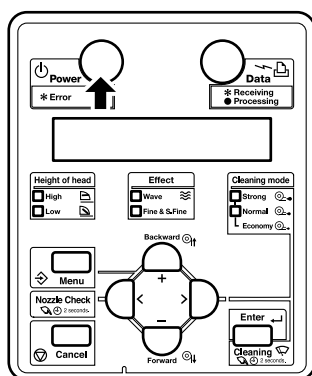 Power
Data
* Error
* Receiving
● Processing
Height of head
High
Low
Effect
Wave
Fine & S.Fine
Cleaning mode
Strong
Normal
Economy
Backward
Menu
+
< >
−
Nozzle Check
2 seconds.
Enter
Cancel
Forward
Cleaning
2 seconds.